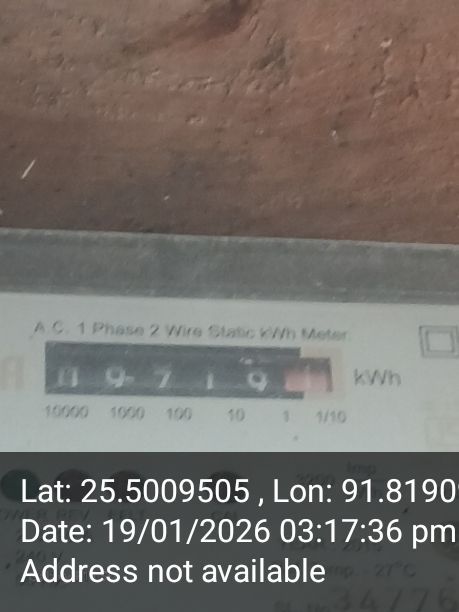 A.C. 1 Phase 2 Wire Static kWh Meter
9 7 1 9 kWh
10000 1000 100 10 1 1/10
Imp
Lat: 25.5009505 , Lon: 91.8190
Date: 19/01/2026 03:17:36 pm
Address not available